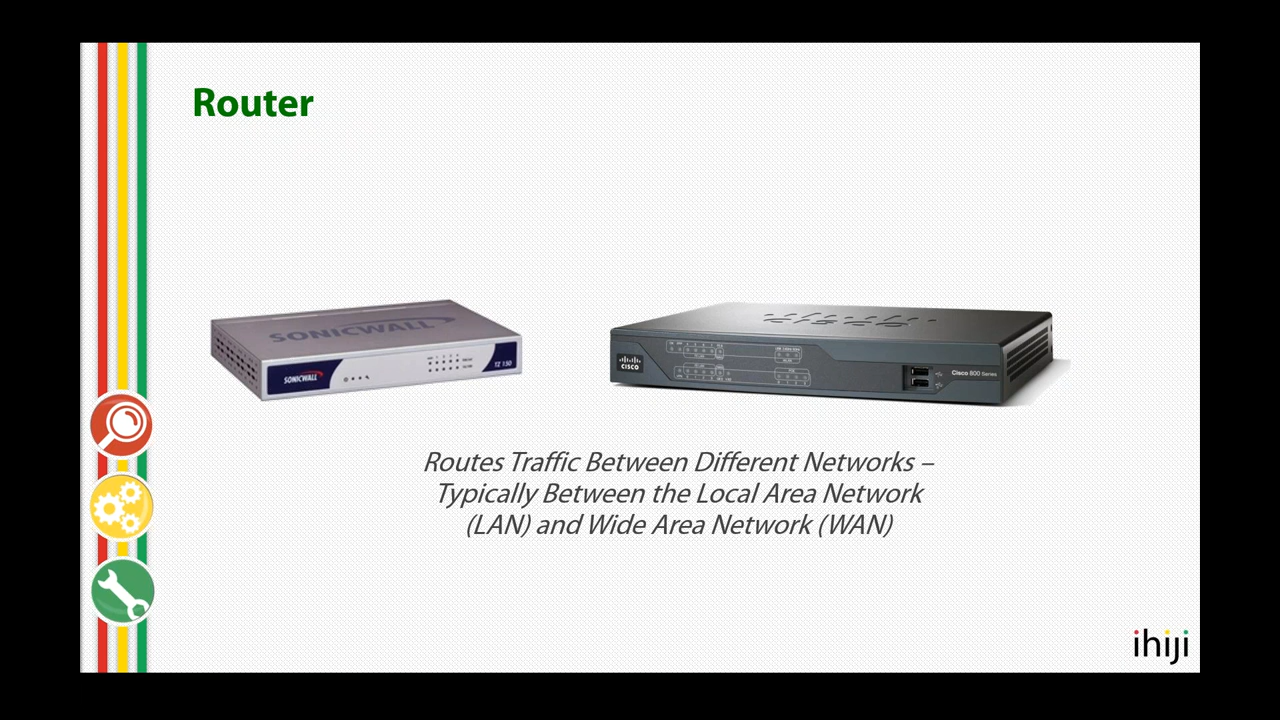 Router
SONICWALL
SONICWALL
TZ 150
CISCO
CISCO
Cisco 800 Series
Routes Traffic Between Different Networks –
Typically Between the Local Area Network
(LAN) and Wide Area Network (WAN)
ihiji